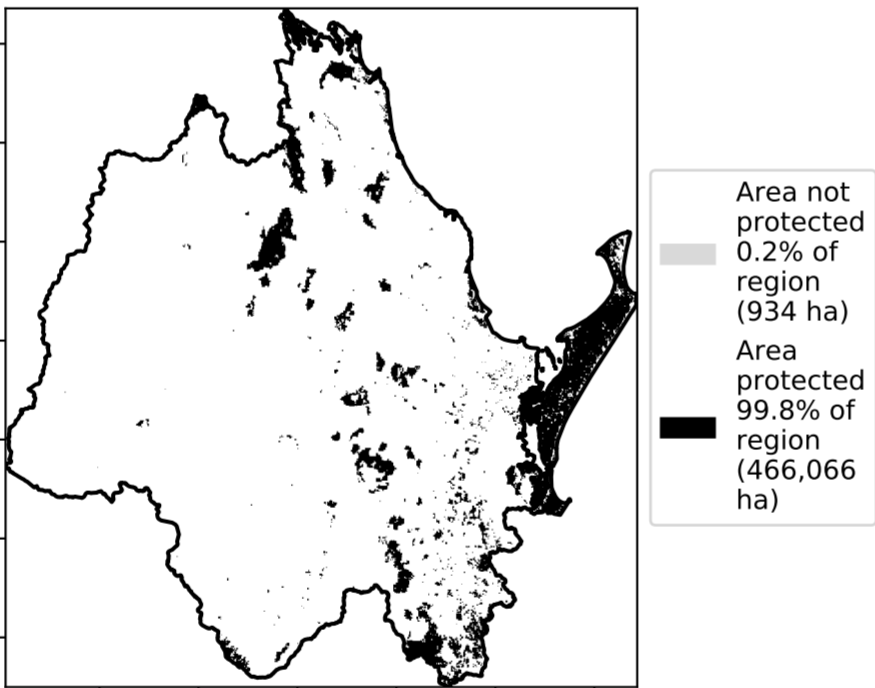 Area not
protected
0.2% of
region
(934 ha)
Area
protected
99.8% of
region
(466,066
ha)